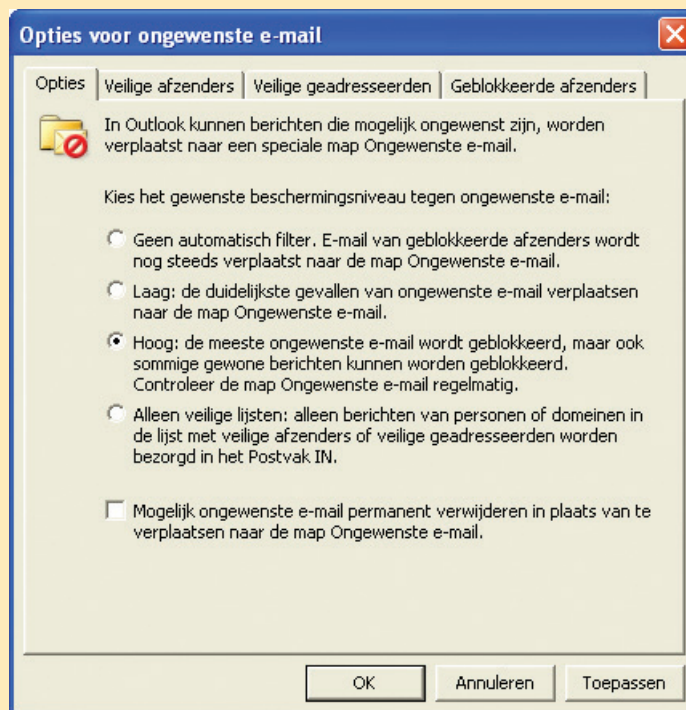 Opties voor ongewenste e-mail
Opties
Veilige afzenders
Veilige geadresseerden
Geblokkeerde afzenders
In Outlook kunnen berichten die mogelijk ongewenst zijn, worden
verplaatst naar een speciale map Ongewenste e-mail.
Kies het gewenste beschermingsniveau tegen ongewenste e-mail:
Geen automatisch filter. E-mail van geblokkeerde afzenders wordt
nog steeds verplaatst naar de map Ongewenste e-mail.
Laag: de duidelijkste gevallen van ongewenste e-mail verplaatsen
naar de map Ongewenste e-mail.
Hoog: de meeste ongewenste e-mail wordt geblokkeerd, maar ook
sommige gewone berichten kunnen worden geblokkeerd.
Controleer de map Ongewenste e-mail regelmatig.
Alleen veilige lijsten: alleen berichten van personen of domeinen in
de lijst met veilige afzenders of veilige geadresseerden worden
bezorgd in het Postvak IN.
Mogelijk ongewenste e-mail permanent verwijderen in plaats van te
verplaatsen naar de map Ongewenste e-mail.
OK
Annuleren
Toepassen